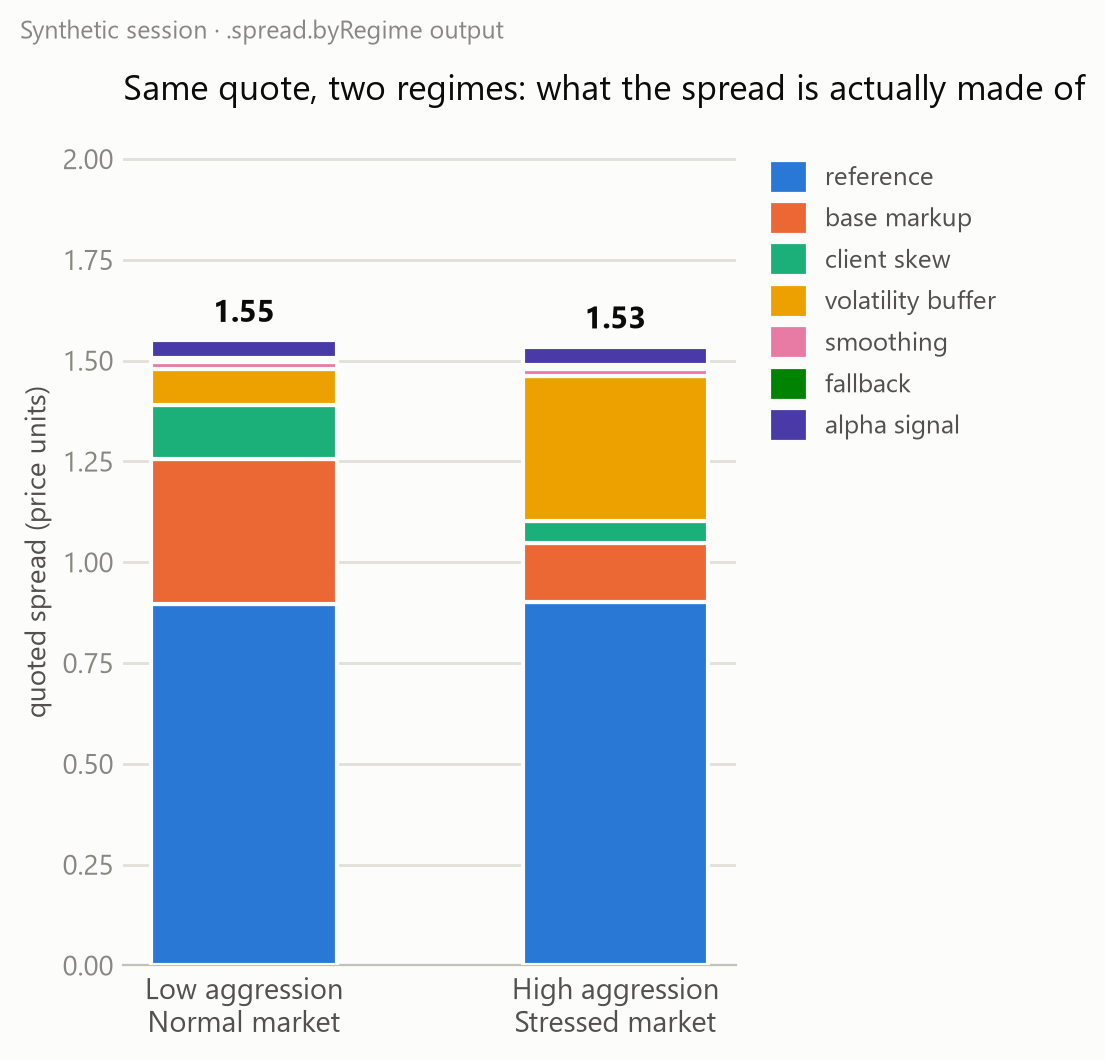 Synthetic session · .spread.byRegime output
Same quote, two regimes: what the spread is actually made of
quoted spread (price units)
2.00
1.75
1.50
1.25
1.00
0.75
0.50
0.25
0.00
1.55
1.53
Low aggression
Normal market
High aggression
Stressed market
reference
base markup
client skew
volatility buffer
smoothing
fallback
alpha signal